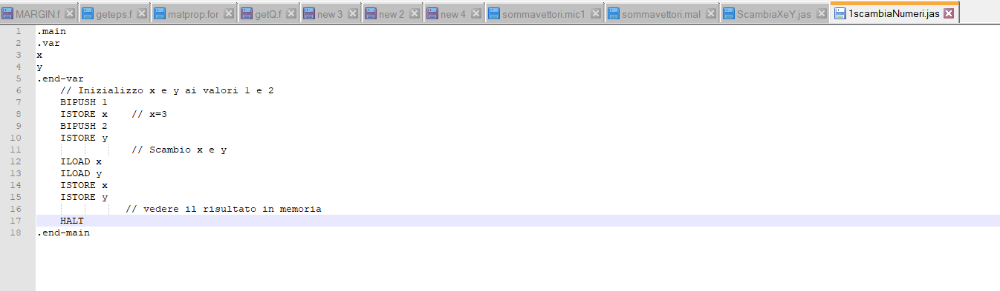 MARGIN.f geteps.f matprop.for getQ.f new 3 new 2 new 4 sommavettori.mic1 sommavettori.mal ScambiaXeY.jas 1scambiaNumeri.jas
1 .main
2 .var
3 x
4 y
5 .end-var
6 // Inizializzo x e y ai valori 1 e 2
7 BIPUSH 1
8 ISTORE x // x=3
9 BIPUSH 2
10 ISTORE y
11 // Scambio x e y
12 ILOAD x
13 ILOAD y
14 ISTORE x
15 ISTORE y
16 // vedere il risultato in memoria
17 HALT
18 .end-main